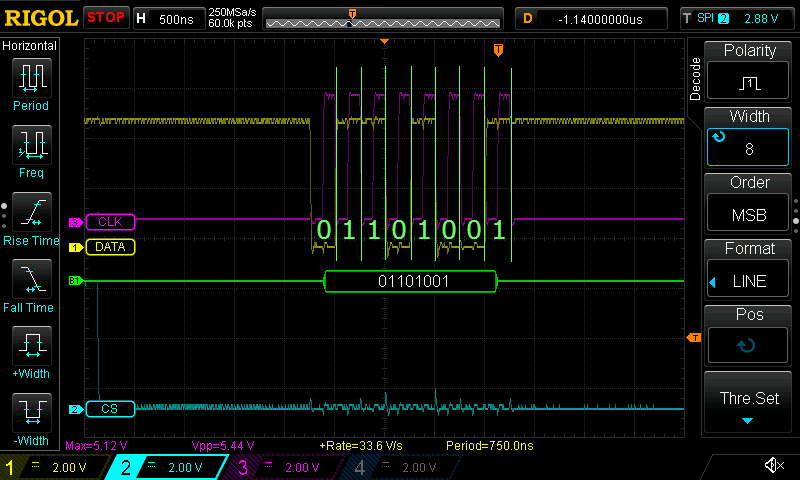 RIGOL STOP H 500ns 250MSa/s 60.0k pts T D -1.14000000us T SPI 2 2.88 V
Horizontal
Period
Freq
Rise Time
Fall Time
+Width
-Width
T
3 CLK
1 DATA
0 1 1 0 1 0 0 1
B1 01101001
T
2 CS
Max=5.12 V Vpp=5.44 V +Rate=33.6 V/s Period=750.0ns
Decode
Polarity
Width
8
Order
MSB
Format
LINE
Pos
Thre.Set
1 2.00 V 2 2.00 V 3 2.00 V 4 2.00 V